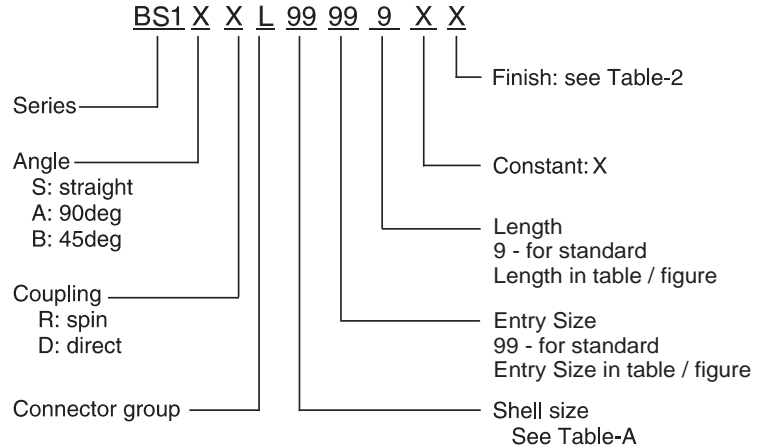 BS1 X X L 99 99 9 X X
Series
Angle
S: straight
A: 90deg
B: 45deg
Coupling
R: spin
D: direct
Connector group
Finish: see Table-2
Constant: X
Length
9 - for standard
Length in table / figure
Entry Size
99 - for standard
Entry Size in table / figure
Shell size
See Table-A